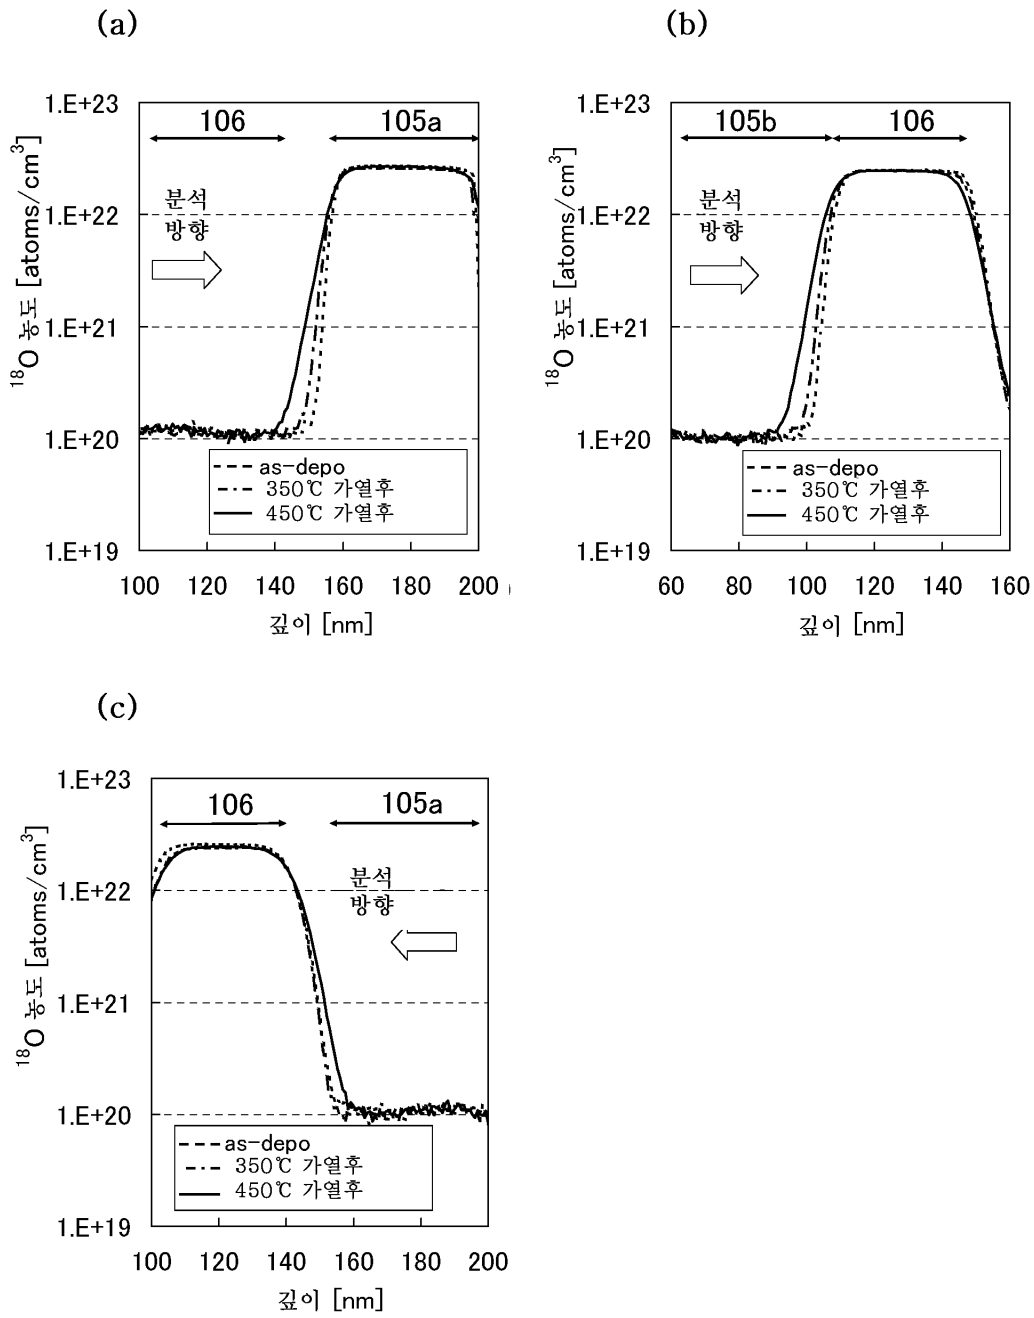 (a)
1.E+23
1.E+22
1.E+21
1.E+20
1.E+19
¹⁸O 농도 [atoms/cm³]
106
105a
분석
방향
as-depo
350℃ 가열후
450℃ 가열후
100 120 140 160 180 200
깊이 [nm]
(b)
1.E+23
1.E+22
1.E+21
1.E+20
1.E+19
¹⁸O 농도 [atoms/cm³]
105b
106
분석
방향
as-depo
350℃ 가열후
450℃ 가열후
60 80 100 120 140 160
깊이 [nm]
(c)
1.E+23
1.E+22
1.E+21
1.E+20
1.E+19
¹⁸O 농도 [atoms/cm³]
106
105a
분석
방향
as-depo
350℃ 가열후
450℃ 가열후
100 120 140 160 180 200
깊이 [nm]